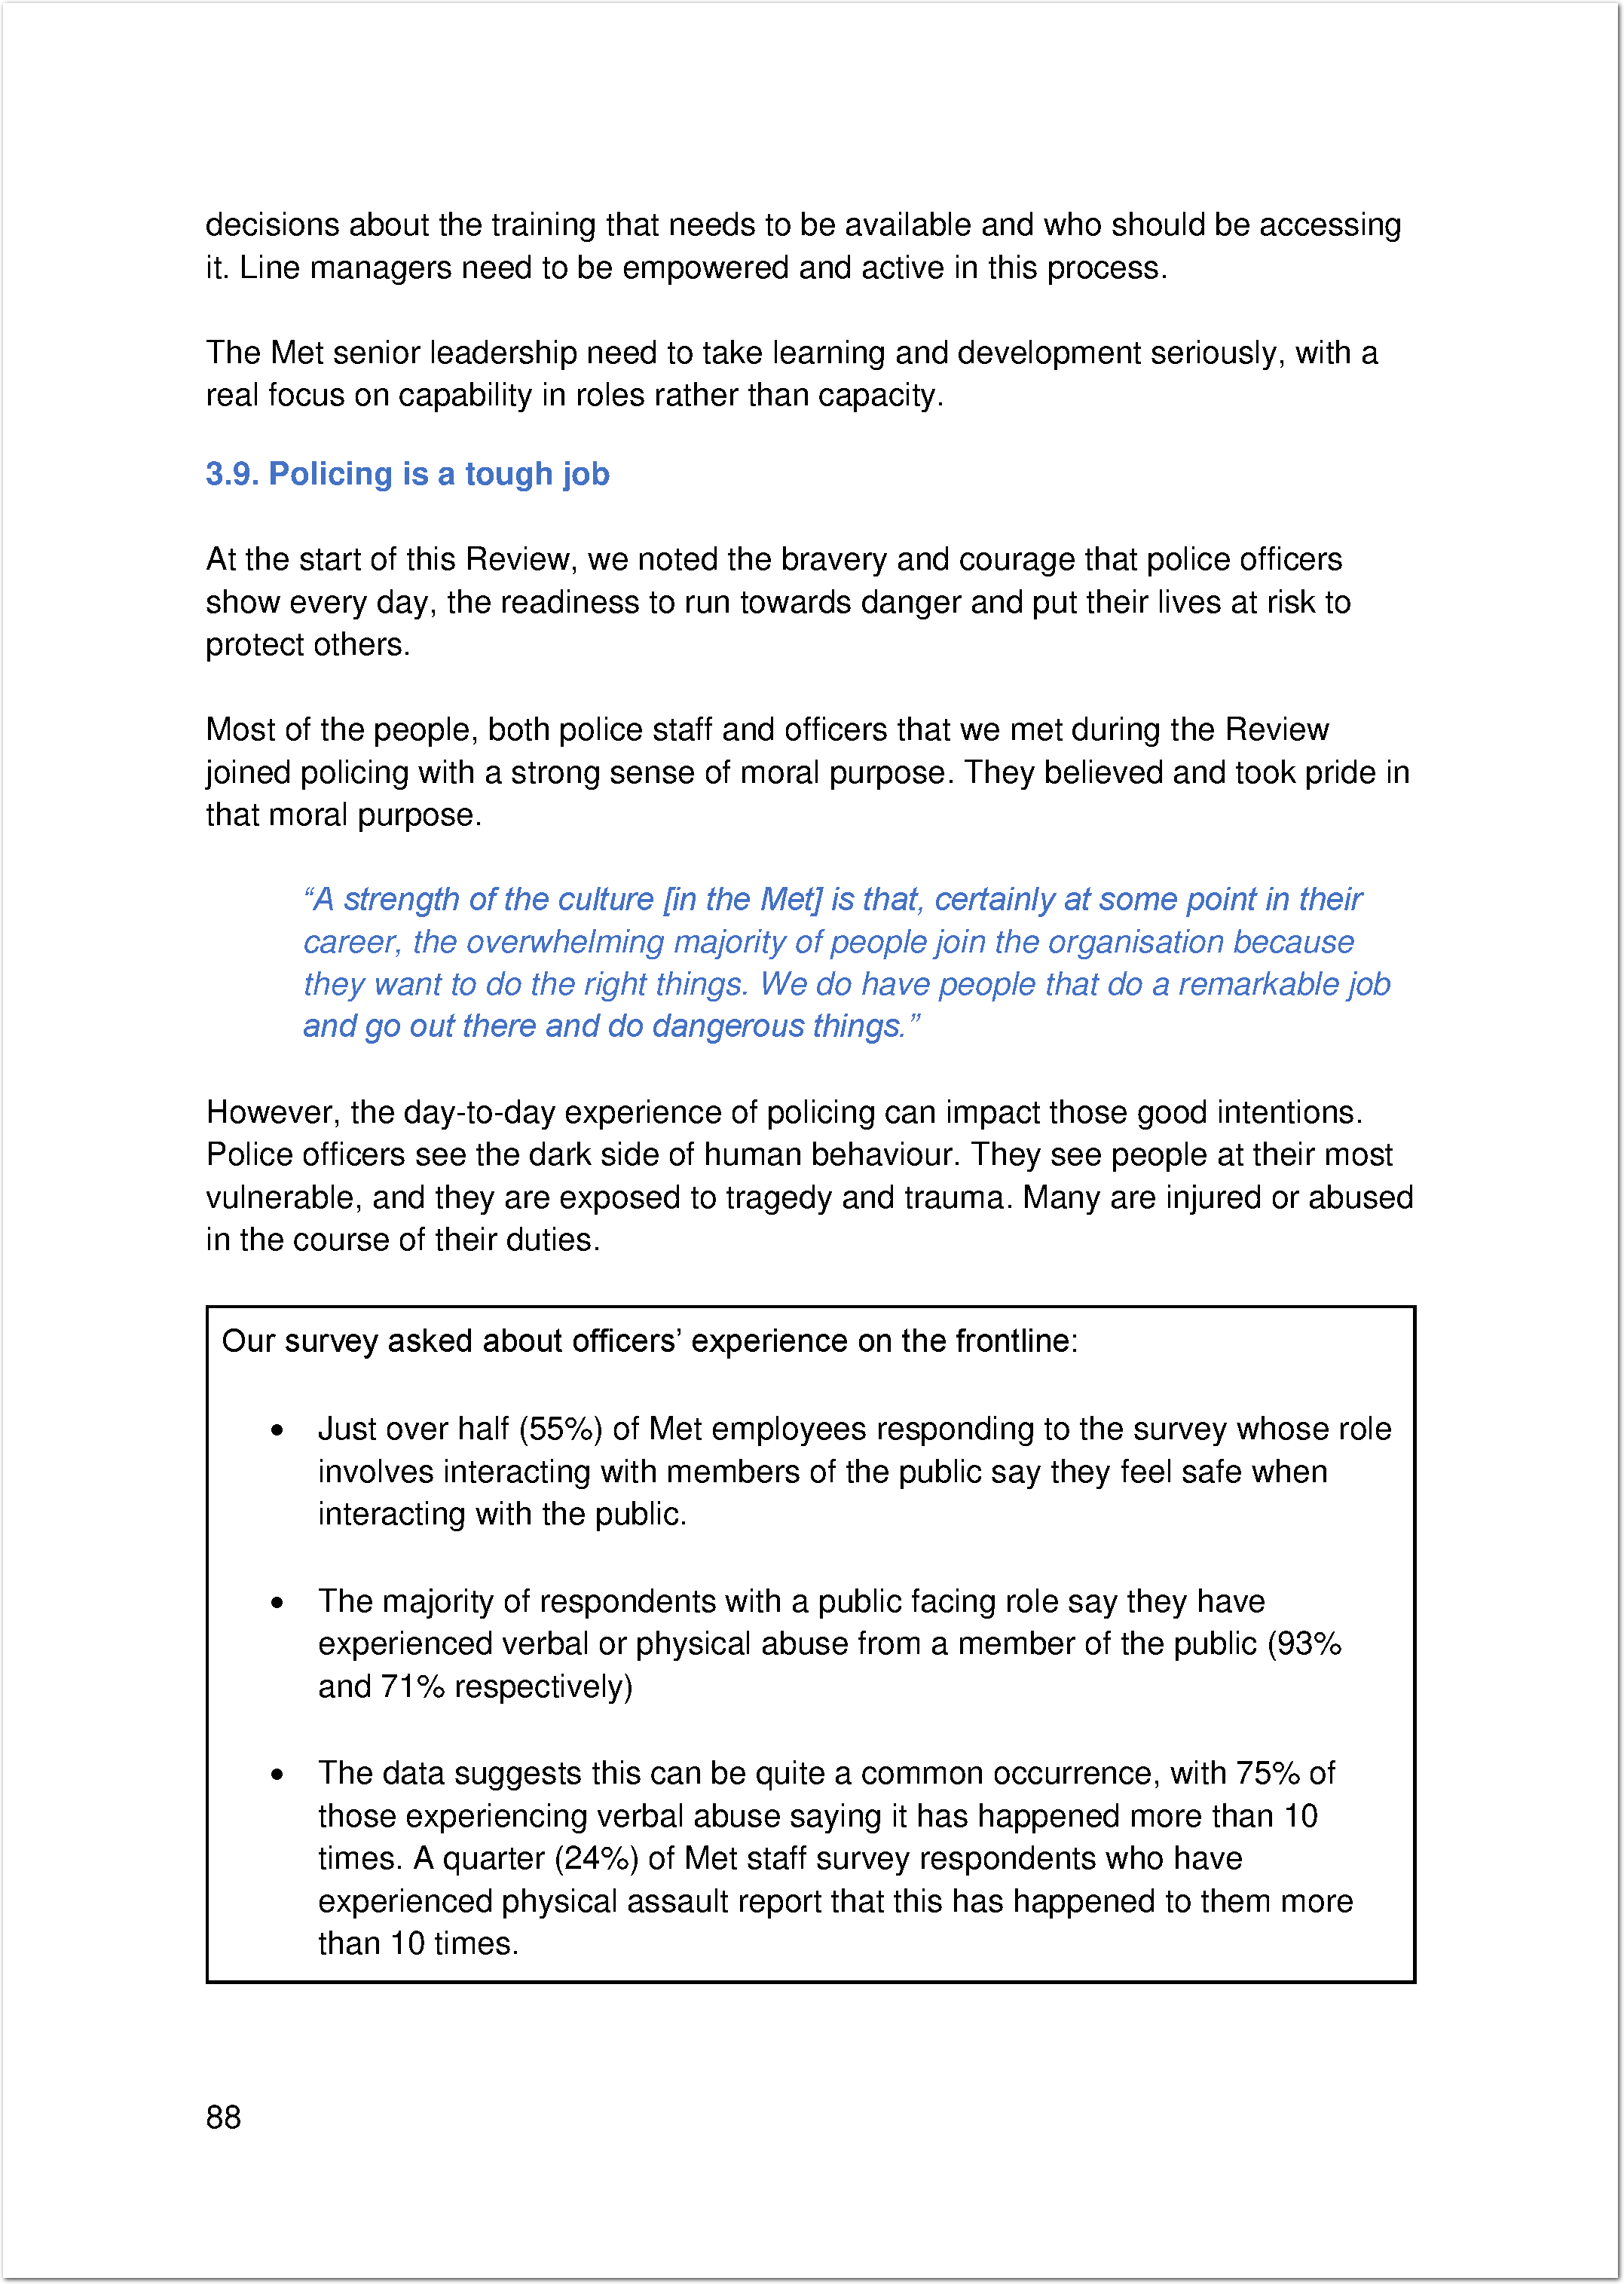 decisions about the training that needs to be available and who should be accessing
it. Line managers need to be empowered and active in this process.
The Met senior leadership need to take learning and development seriously, with a
real focus on capability in roles rather than capacity.
3.9. Policing is a tough job
At the start of this Review, we noted the bravery and courage that police officers
show every day, the readiness to run towards danger and put their lives at risk to
protect others.
Most of the people, both police staff and officers that we met during the Review
joined policing with a strong sense of moral purpose. They believed and took pride in
that moral purpose.
“A strength of the culture [in the Met] is that, certainly at some point in their
career, the overwhelming majority of people join the organisation because
they want to do the right things. We do have people that do a remarkable job
and go out there and do dangerous things.”
However, the day-to-day experience of policing can impact those good intentions.
Police officers see the dark side of human behaviour. They see people at their most
vulnerable, and they are exposed to tragedy and trauma. Many are injured or abused
in the course of their duties.
Our survey asked about officers’ experience on the frontline:
• Just over half (55%) of Met employees responding to the survey whose role
involves interacting with members of the public say they feel safe when
interacting with the public.
• The majority of respondents with a public facing role say they have
experienced verbal or physical abuse from a member of the public (93%
and 71% respectively)
• The data suggests this can be quite a common occurrence, with 75% of
those experiencing verbal abuse saying it has happened more than 10
times. A quarter (24%) of Met staff survey respondents who have
experienced physical assault report that this has happened to them more
than 10 times.
88